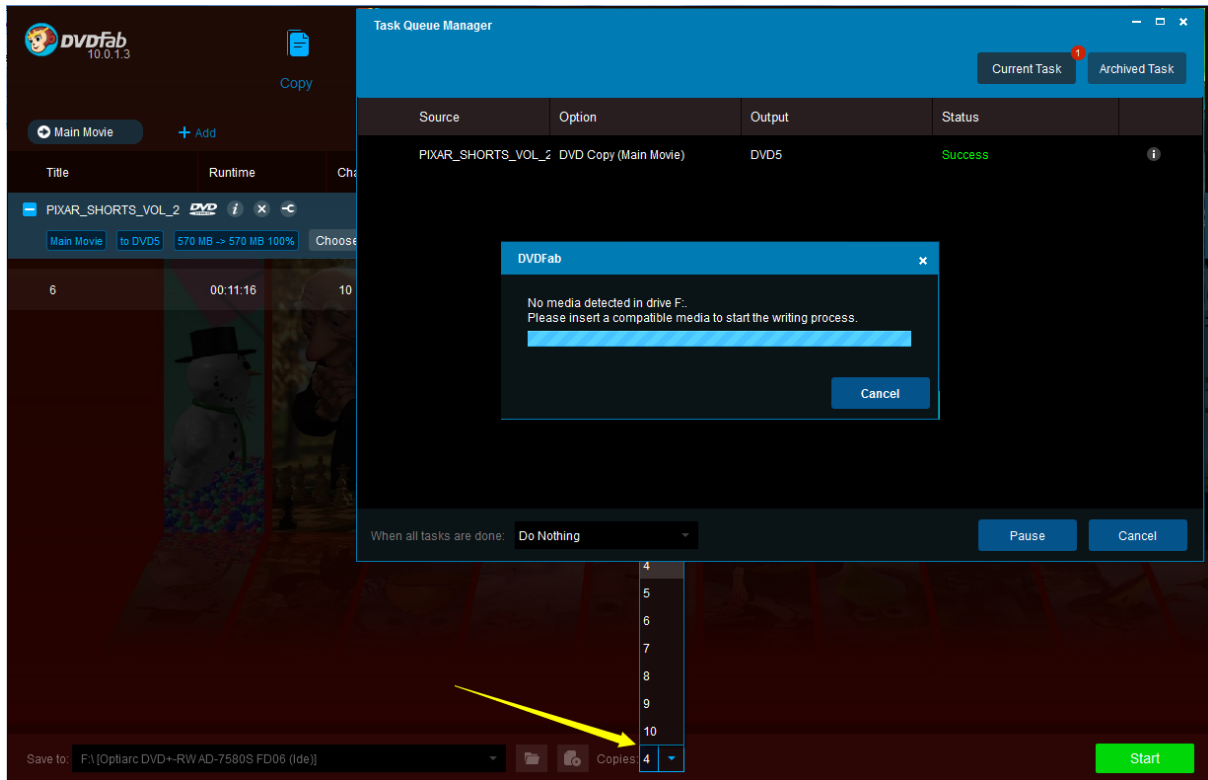 DVDFab
10.0.1.3
Copy
Main Movie
Add
Title Runtime
PIXAR_SHORTS_VOL_2 DVD
Main Movie to DVD5 570 MB -> 570 MB 100% Choose
6 00:11:16 10
Task Queue Manager
1
Current Task Archived Task
Source Option Output Status
PIXAR_SHORTS_VOL_2 DVD Copy (Main Movie) DVD5 Success
DVDFab
No media detected in drive F:.
Please insert a compatible media to start the writing process.
Cancel
When all tasks are done: Do Nothing Pause Cancel
4
5
6
7
8
9
10
Save to: F:\ [Optiarc DVD+-RW AD-7580S FD06 (Ide)] Copies: 4 Start